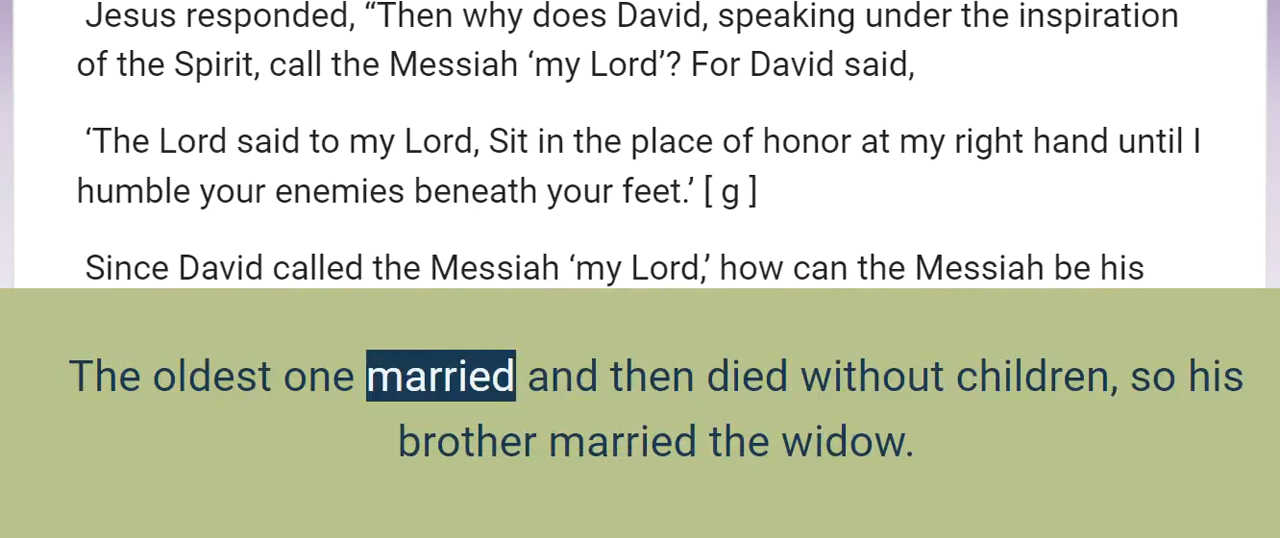 Jesus responded, “Then why does David, speaking under the inspiration
of the Spirit, call the Messiah ‘my Lord’? For David said,
‘The Lord said to my Lord, Sit in the place of honor at my right hand until I
humble your enemies beneath your feet.’ [ g ]
Since David called the Messiah ‘my Lord,’ how can the Messiah be his
The oldest one married and then died without children, so his
brother married the widow.